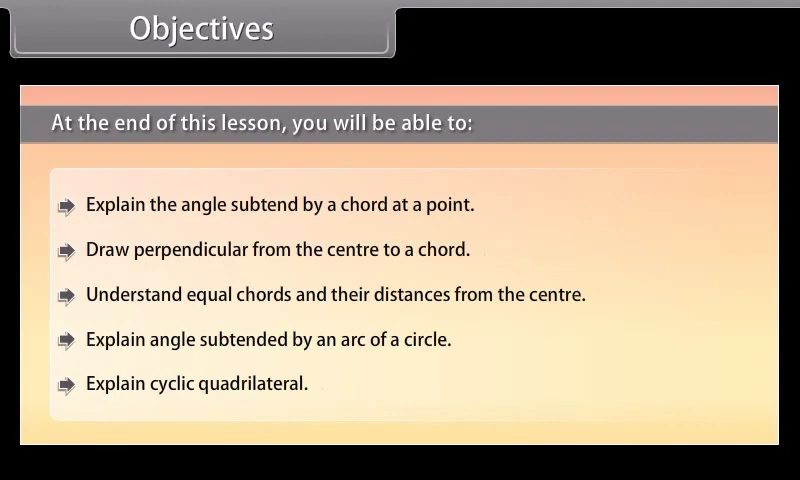 Objectives
At the end of this lesson, you will be able to:
Explain the angle subtend by a chord at a point.
Draw perpendicular from the centre to a chord.
Understand equal chords and their distances from the centre.
Explain angle subtended by an arc of a circle.
Explain cyclic quadrilateral.